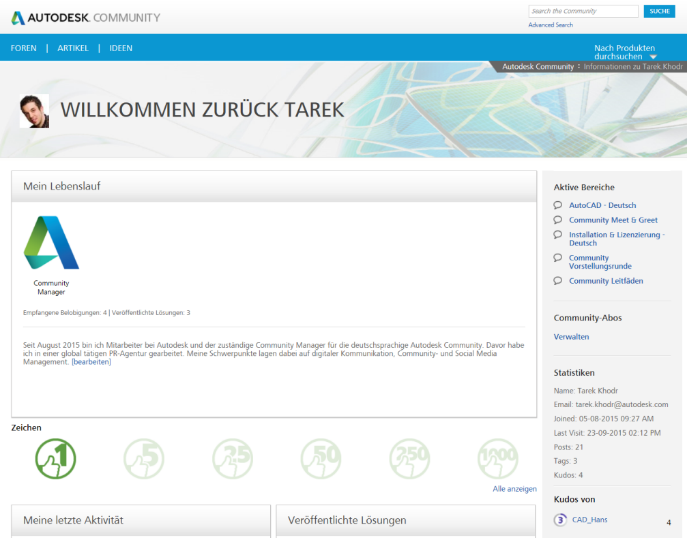 AUTODESK. COMMUNITY
Search the Community
SUCHE
Advanced Search
FOREN | ARTIKEL | IDEEN
Nach Produkten
durchsuchen
Autodesk Community : Informationen zu Tarek Khodr
WILLKOMMEN ZURÜCK TAREK
Mein Lebenslauf
Community
Manager
Empfangene Belobigungen: 4 | Veröffentlichte Lösungen: 3
Seit August 2015 bin ich Mitarbeiter bei Autodesk und der zuständige Community Manager für die deutschsprachige Autodesk Community. Davor habe
ich in einer global tätigen PR-Agentur gearbeitet. Meine Schwerpunkte lagen dabei auf digitaler Kommunikation, Community- und Social Media
Management. [bearbeiten]
Zeichen
1
5
25
50
250
1000
Alle anzeigen
Meine letzte Aktivität
Veröffentlichte Lösungen
Aktive Bereiche
AutoCAD - Deutsch
Community Meet & Greet
Installation & Lizenzierung -
Deutsch
Community
Vorstellungsrunde
Community Leitfäden
Community-Abos
Verwalten
Statistiken
Name: Tarek Khodr
Email: tarek.khodr@autodesk.com
Joined: 05-08-2015 09:27 AM
Last Visit: 23-09-2015 02:12 PM
Posts: 21
Tags: 3
Kudos: 4
Kudos von
3 CAD_Hans 4